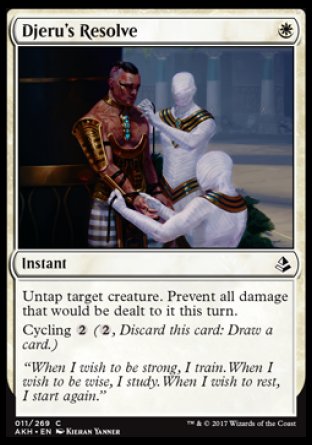 Djeru's Resolve
Instant
Untap target creature. Prevent all damage
that would be dealt to it this turn.
Cycling 2 (2, Discard this card: Draw a
card.)
"When I wish to be strong, I train. When I
wish to be wise, I study. When I wish to rest,
I start again."
011/269 C
AKH • EN Kieran Yanner
™ & © 2017 Wizards of the Coast